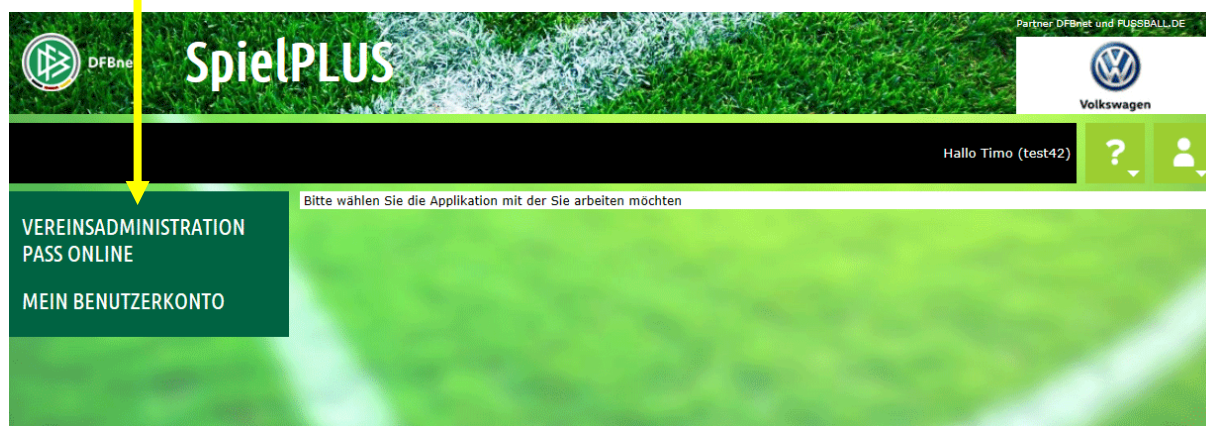 Partner DFBnet und FUSSBALL.DE
DFBne
SpielPLUS
Volkswagen
Hallo Timo (test42)
?
Bitte wählen Sie die Applikation mit der Sie arbeiten möchten
VEREINSADMINISTRATION
PASS ONLINE
MEIN BENUTZERKONTO